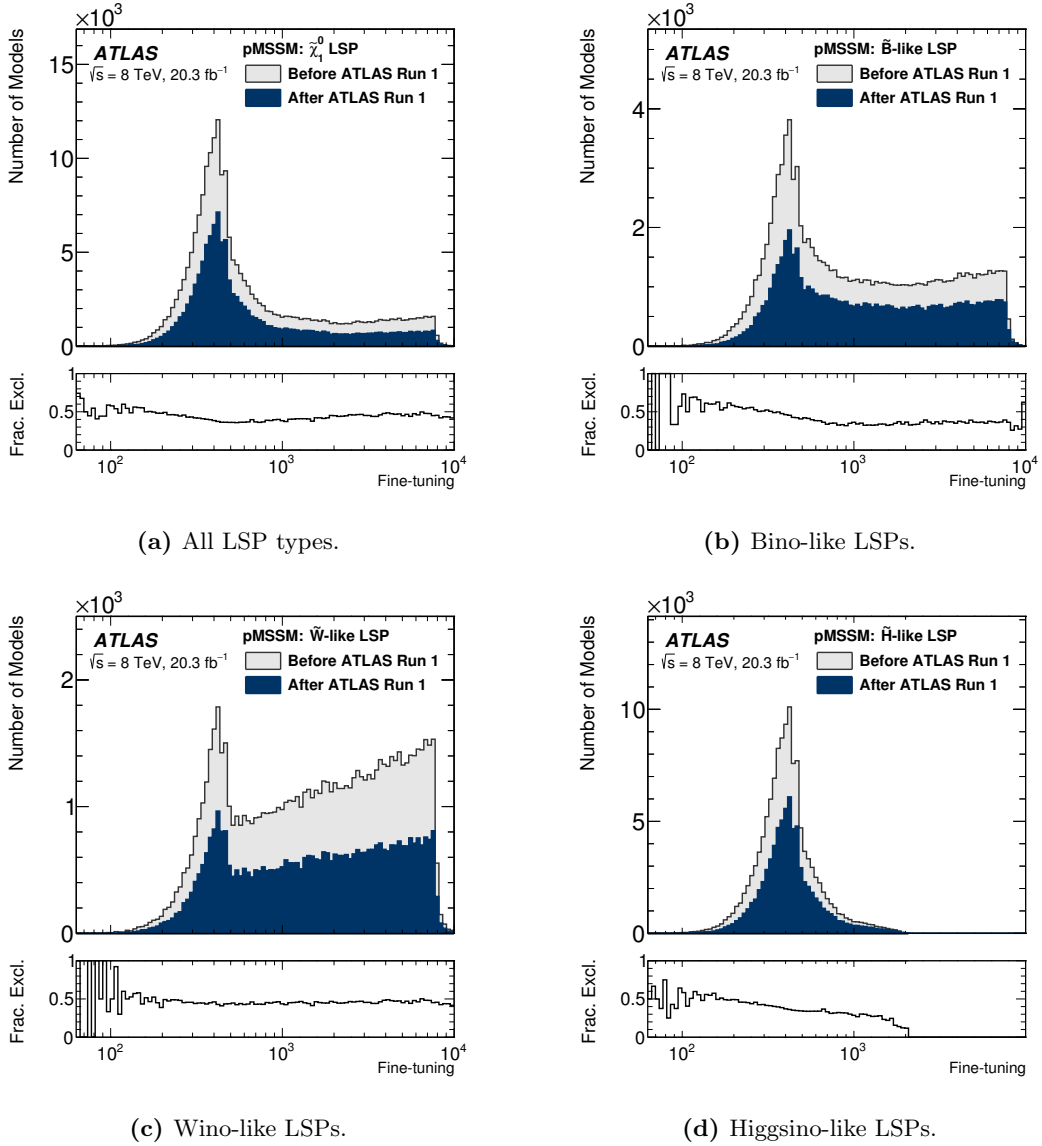 ×10³
Number of Models
ATLAS
√s = 8 TeV, 20.3 fb⁻¹
pMSSM: χ̃⁰₁ LSP
Before ATLAS Run 1
After ATLAS Run 1
15
10
5
0
Frac. Excl.
1
0.5
0
10²
10³
10⁴
Fine-tuning
(a) All LSP types.
×10³
Number of Models
ATLAS
√s = 8 TeV, 20.3 fb⁻¹
pMSSM: B̃-like LSP
Before ATLAS Run 1
After ATLAS Run 1
4
2
0
Frac. Excl.
1
0.5
0
10²
10³
10⁴
Fine-tuning
(b) Bino-like LSPs.
×10³
Number of Models
ATLAS
√s = 8 TeV, 20.3 fb⁻¹
pMSSM: W̃-like LSP
Before ATLAS Run 1
After ATLAS Run 1
2
1
0
Frac. Excl.
1
0.5
0
10²
10³
10⁴
Fine-tuning
(c) Wino-like LSPs.
×10³
Number of Models
ATLAS
√s = 8 TeV, 20.3 fb⁻¹
pMSSM: H̃-like LSP
Before ATLAS Run 1
After ATLAS Run 1
10
5
0
Frac. Excl.
1
0.5
0
10²
10³
Fine-tuning
(d) Higgsino-like LSPs.